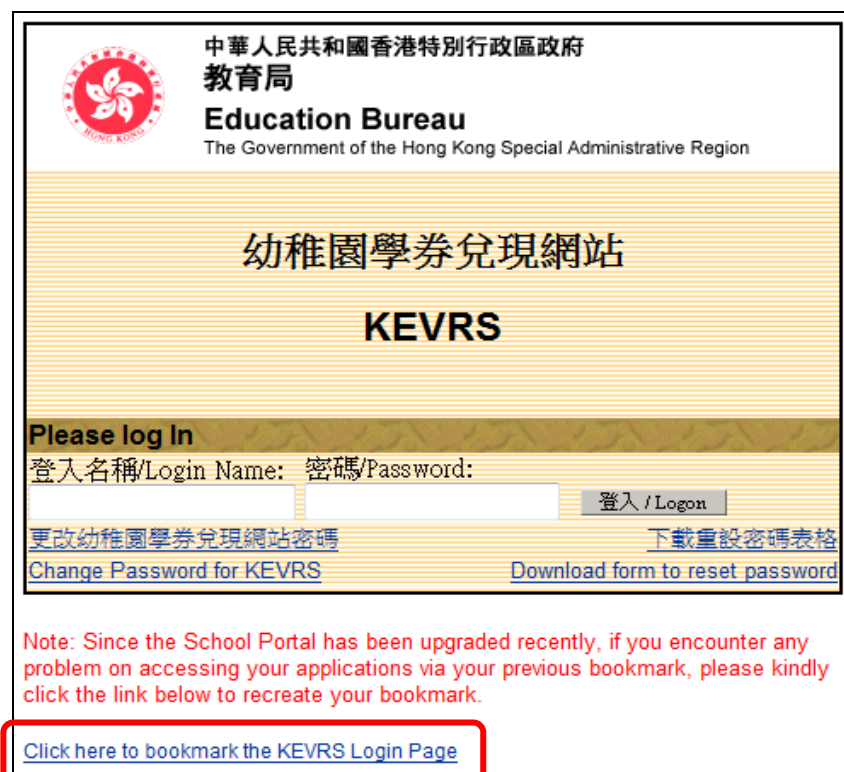 中華人民共和國香港特別行政區政府
教育局
Education Bureau
The Government of the Hong Kong Special Administrative Region
HONG KONG
幼稚園學券兌現網站
KEVRS
Please log In
登入名稱/Login Name: 密碼/Password:
登入 / Logon
更改幼稚園學券兌現網站密碼 下載重設密碼表格
Change Password for KEVRS Download form to reset password
Note: Since the School Portal has been upgraded recently, if you encounter any
problem on accessing your applications via your previous bookmark, please kindly
click the link below to recreate your bookmark.
Click here to bookmark the KEVRS Login Page